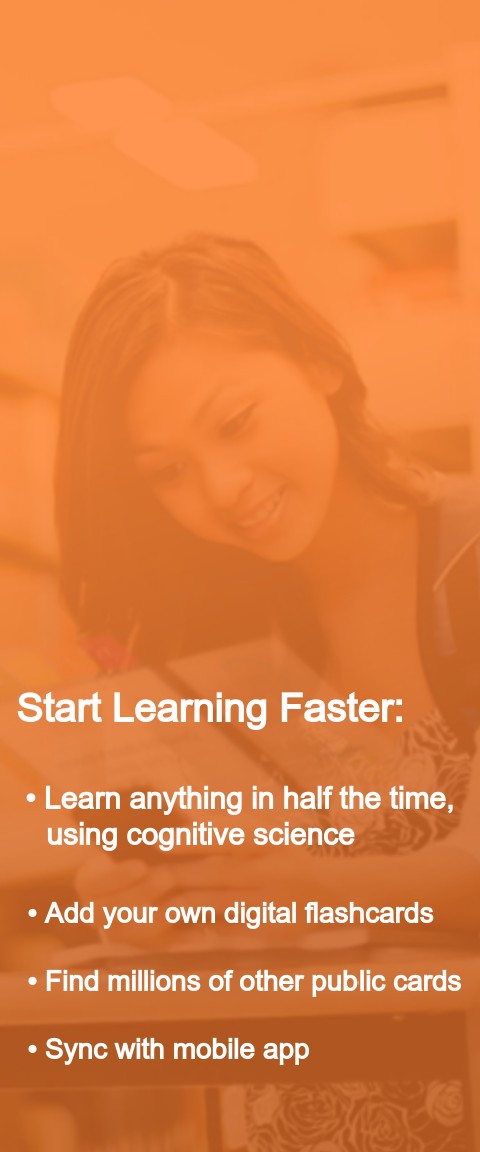 Start Learning Faster:
• Learn anything in half the time,
using cognitive science
• Add your own digital flashcards
• Find millions of other public cards
• Sync with mobile app